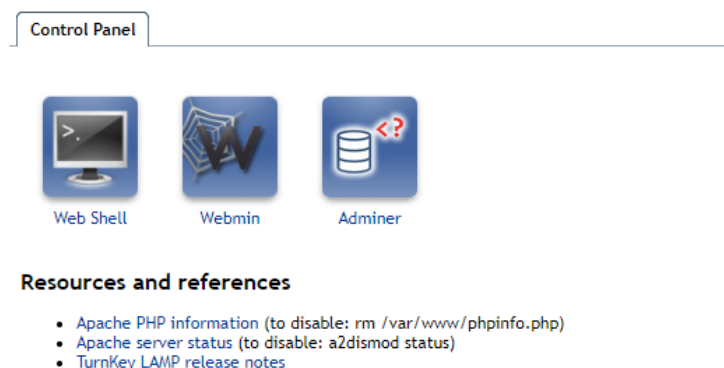 Control Panel
>.
W
<?
Web Shell Webmin Adminer
Resources and references
• Apache PHP information (to disable: rm /var/www/phpinfo.php)
• Apache server status (to disable: a2dismod status)
• TurnKey LAMP release notes